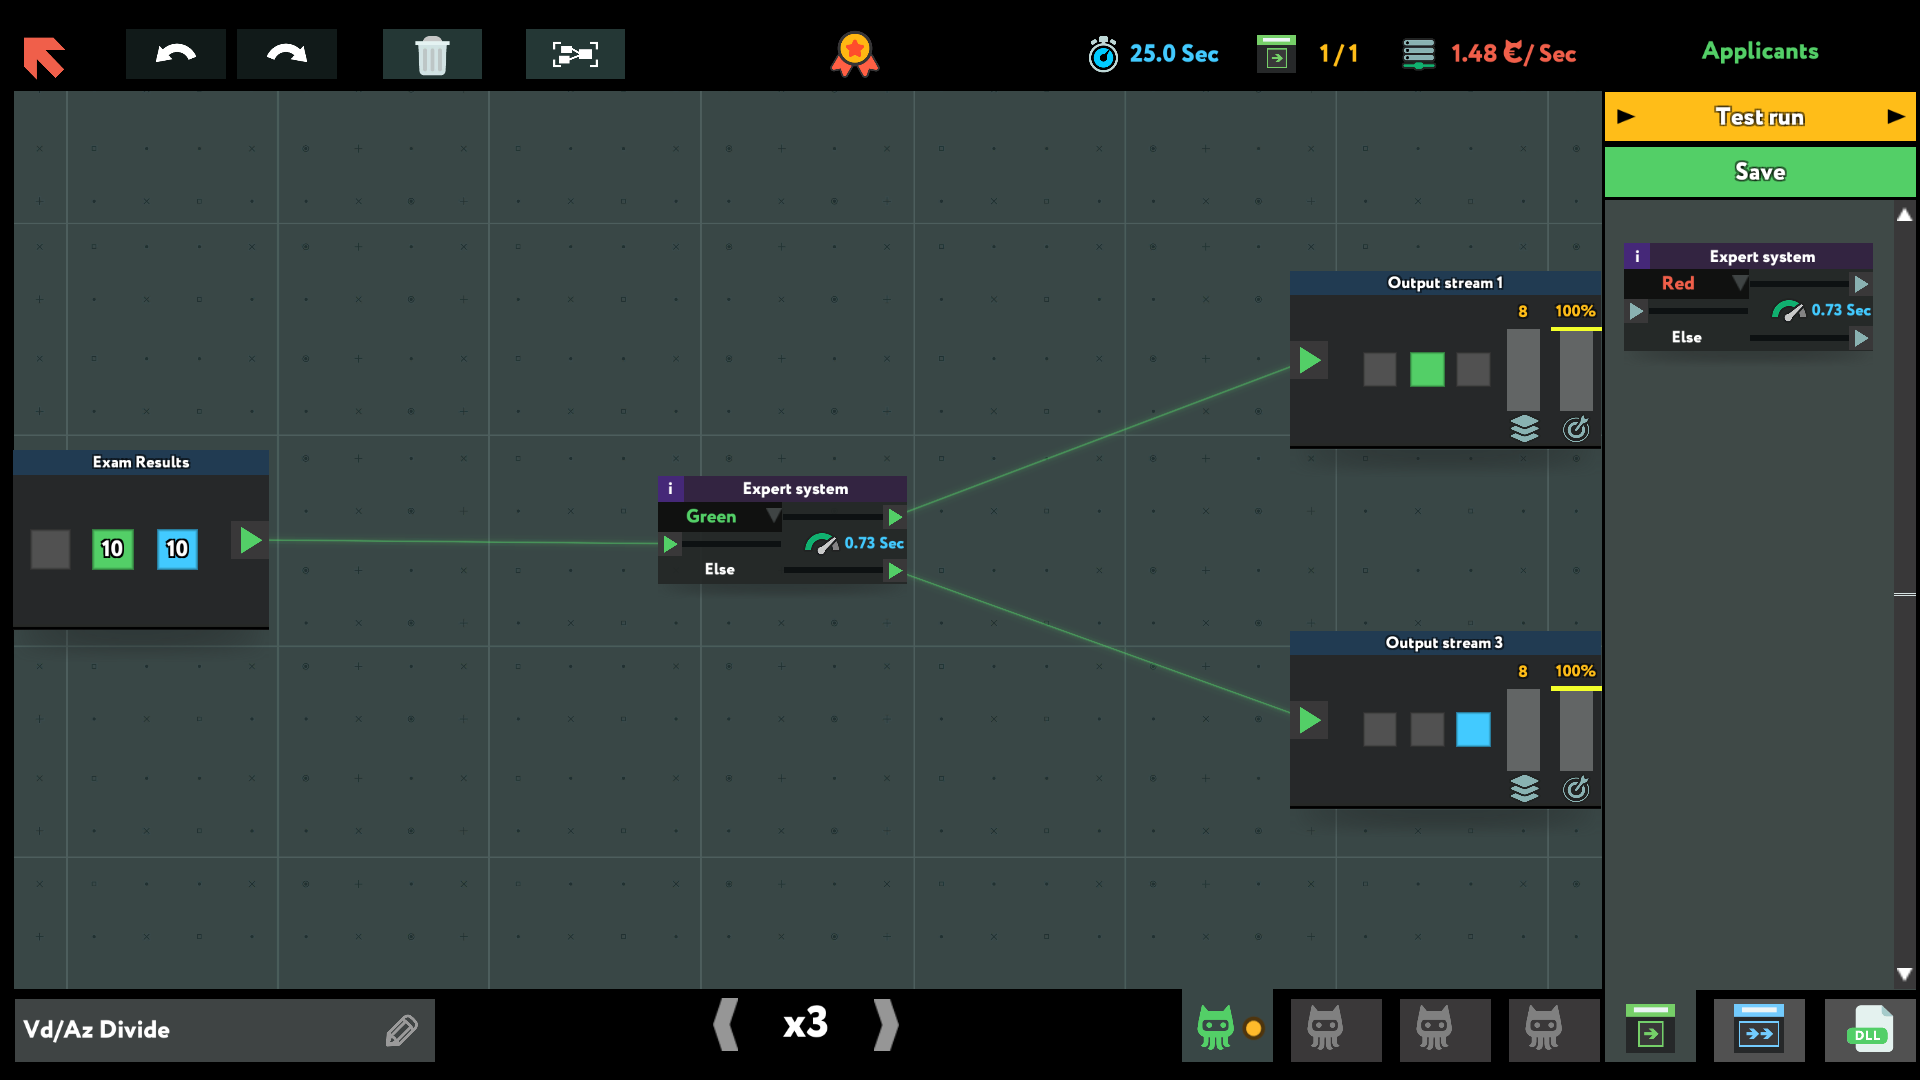 25.0 Sec
1/1
1.48 €/ Sec
Applicants
Test run
Save
i
Expert system
Red
0.73 Sec
Else
Output stream 1
8
100%
Exam Results
10
10
i
Expert system
Green
0.73 Sec
Else
Output stream 3
8
100%
Vd/Az Divide
x3
DLL